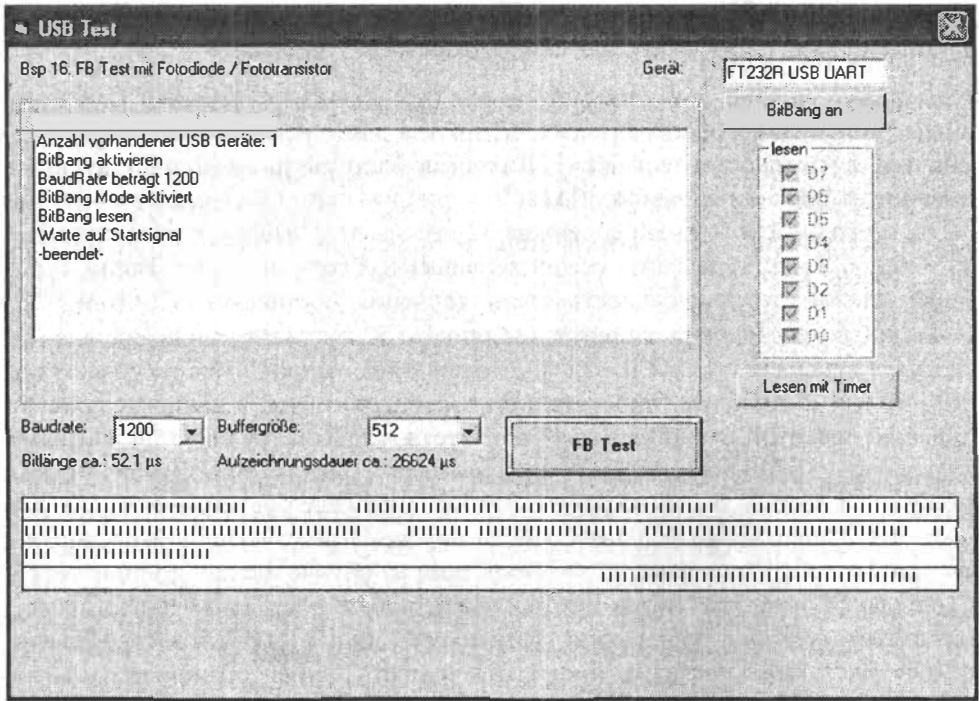 USB Test
Bsp 16. FB Test mit Fotodiode / Fototransistor
Gerät:
FT232R USB UART
BitBang an
Anzahl vorhandener USB Geräte: 1
BitBang aktivieren
BaudRate beträgt 1200
BitBang Mode aktiviert
BitBang lesen
Warte auf Startsignal
-beendet-
lesen
D7
D6
D5
D4
D3
D2
D1
D0
Lesen mit Timer
Baudrate: 1200
Buffergröße: 512
FB Test
Bitlänge ca.: 52.1 µs
Aufzeichnungsdauer ca.: 26624 µs